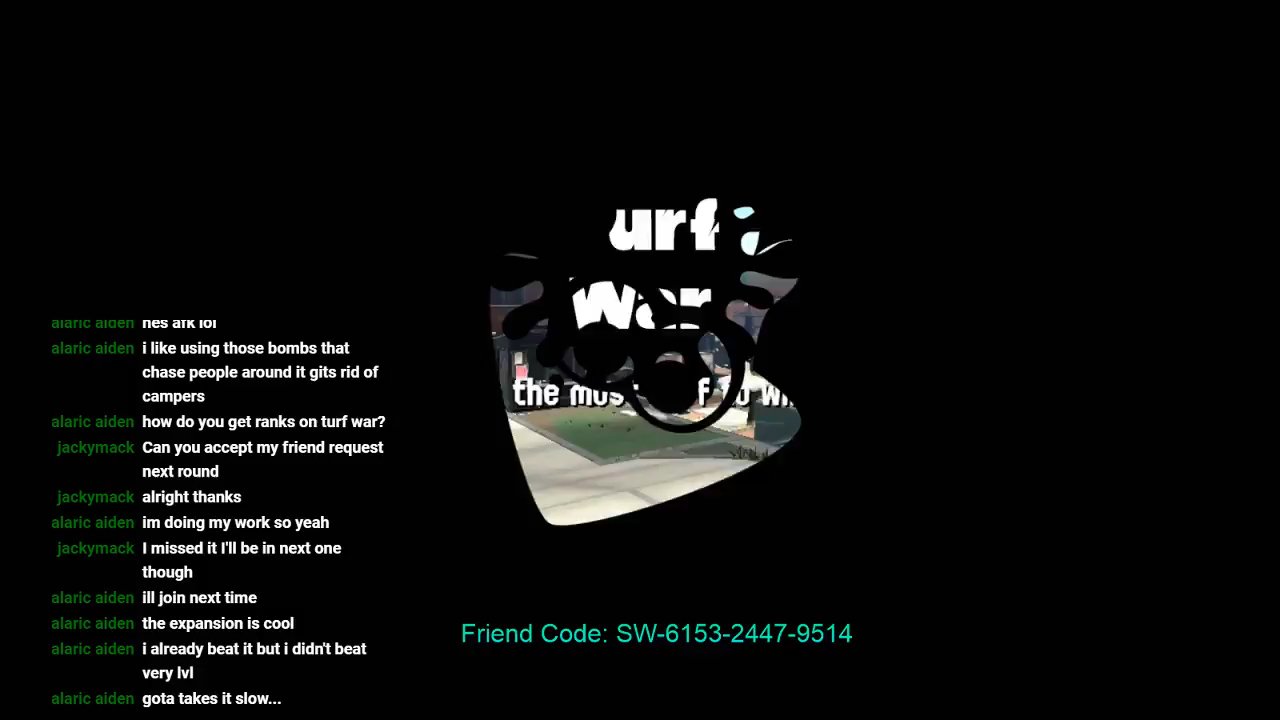 urf
War
the mos
alaric aiden hes afk lol
alaric aiden i like using those bombs that
chase people around it gits rid of
campers
alaric aiden how do you get ranks on turf war?
jackymack Can you accept my friend request
next round
jackymack alright thanks
alaric aiden im doing my work so yeah
jackymack I missed it I'll be in next one
though
alaric aiden ill join next time
alaric aiden the expansion is cool
alaric aiden i already beat it but i didn't beat
very lvl
alaric aiden gota takes it slow...
Friend Code: SW-6153-2447-9514